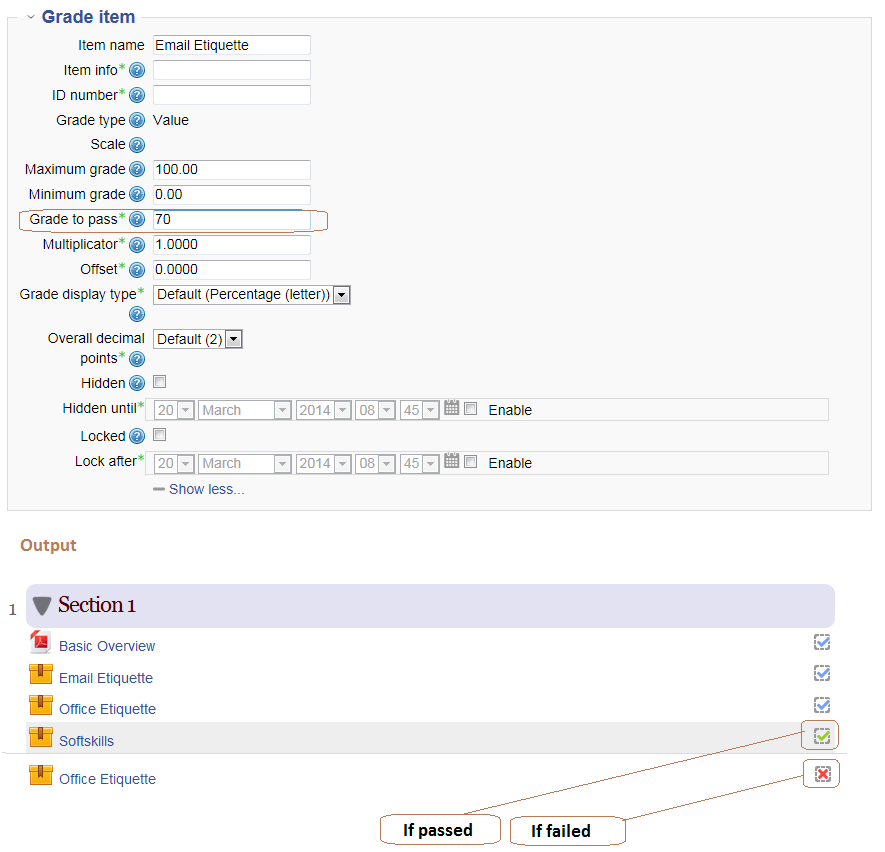 Grade item
Item name Email Etiquette
Item info*
ID number*
Grade type Value
Scale
Maximum grade 100.00
Minimum grade 0.00
Grade to pass* 70
Multiplicator* 1.0000
Offset* 0.0000
Grade display type* Default (Percentage (letter))
Overall decimal Default (2)
points*
Hidden
Hidden until* 20 March 2014 08 45 Enable
Locked
Lock after* 20 March 2014 08 45 Enable
Show less...
Output
1 Section 1
Basic Overview
Email Etiquette
Office Etiquette
Softskills
Office Etiquette
If passed If failed